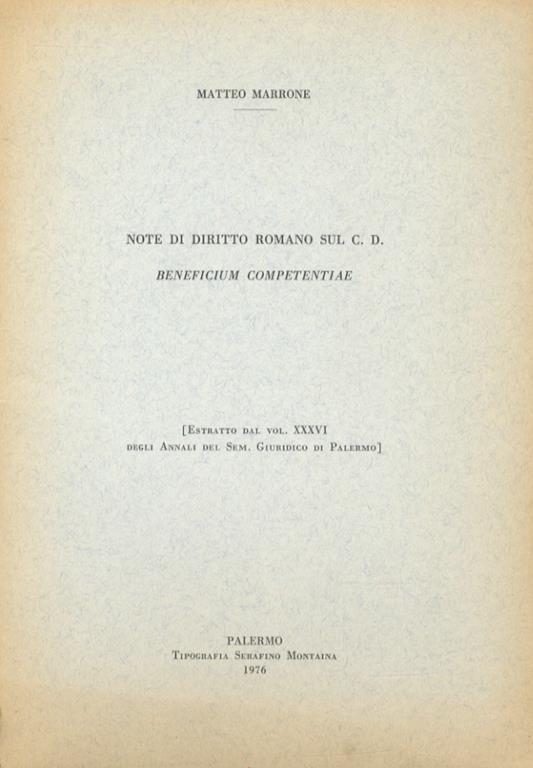 MATTEO MARRONE
NOTE DI DIRITTO ROMANO SUL C. D.
BENEFICIUM COMPETENTIAE
[ESTRATTO DAL VOL. XXXVI
DEGLI ANNALI DEL SEM. GIURIDICO DI PALERMO]
PALERMO
TIPOGRAFIA SERAFINO MONTAINA
1976